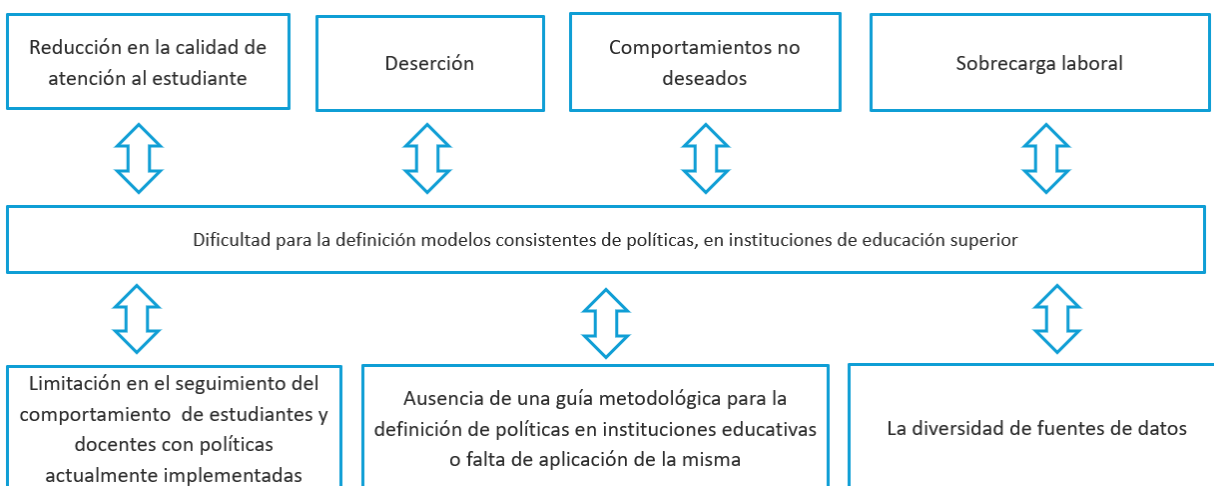 Reducción en la calidad de
atención al estudiante
Deserción
Comportamientos no
deseados
Sobrecarga laboral
Dificultad para la definición modelos consistentes de políticas, en instituciones de educación superior
Limitación en el seguimiento del
comportamiento de estudiantes y
docentes con políticas
actualmente implementadas
Ausencia de una guía metodológica para la
definición de políticas en instituciones educativas
o falta de aplicación de la misma
La diversidad de fuentes de datos